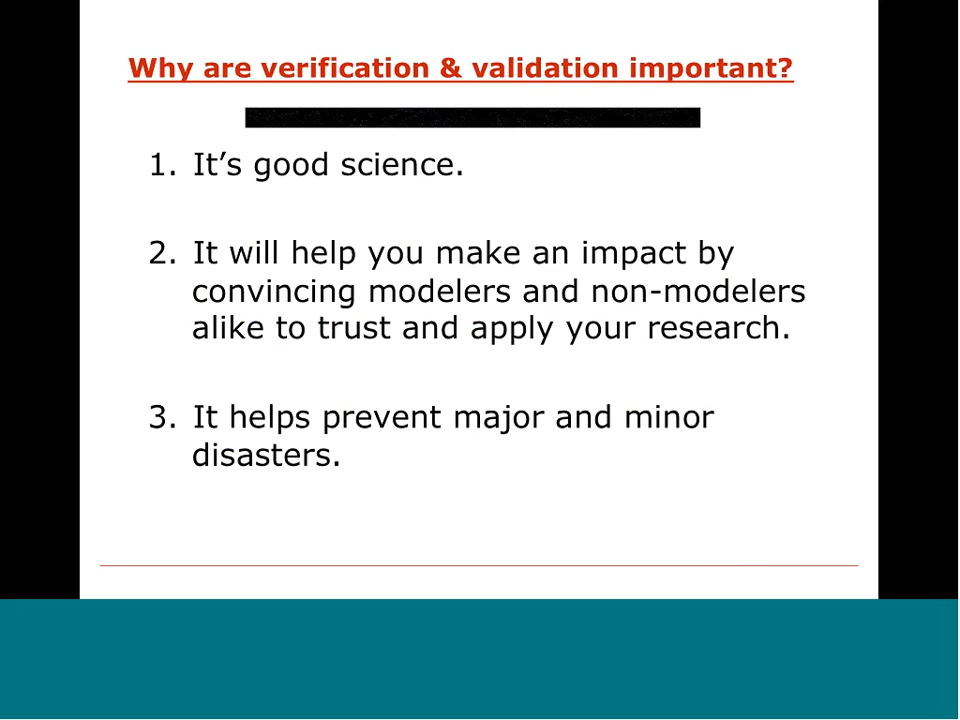 Why are verification & validation important?
1. It’s good science.
2. It will help you make an impact by
convincing modelers and non-modelers
alike to trust and apply your research.
3. It helps prevent major and minor
disasters.